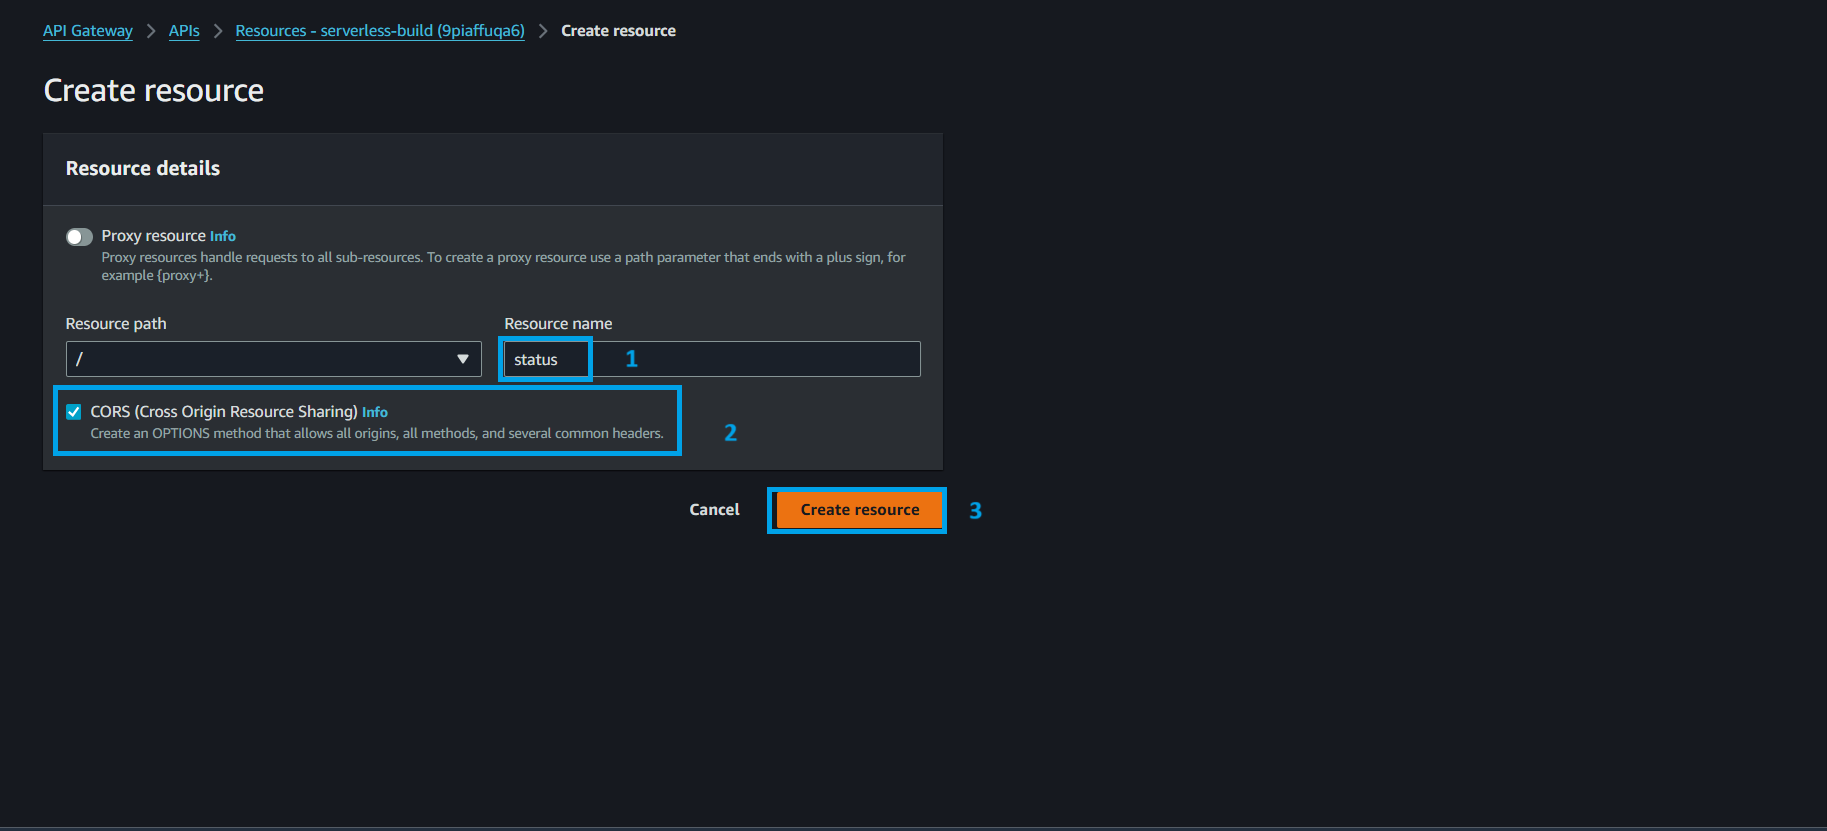 API Gateway > APIs > Resources - serverless-build (9piaffuqa6) > Create resource
Create resource
Resource details
Proxy resource Info
Proxy resources handle requests to all sub-resources. To create a proxy resource use a path parameter that ends with a plus sign, for
example {proxy+}.
Resource path
Resource name
/
status
1
CORS (Cross Origin Resource Sharing) Info
Create an OPTIONS method that allows all origins, all methods, and several common headers.
2
Cancel
Create resource
3